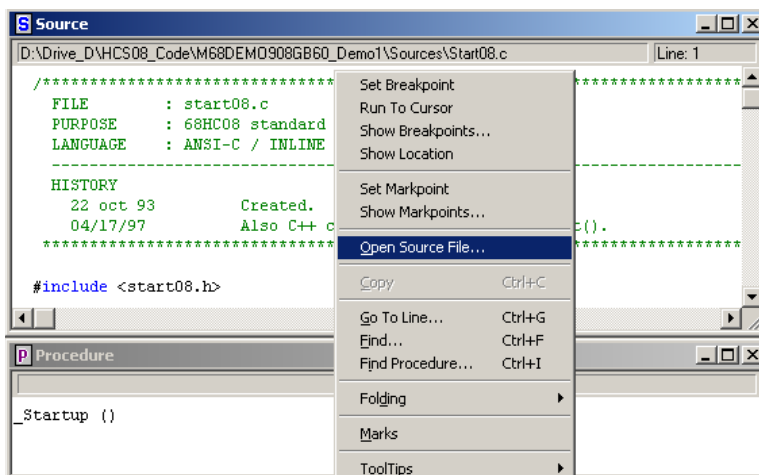 Source
D:\Drive_D\HCS08_Code\M68DEMO908GB60_Demo1\Sources\Start08.c Line: 1
/*******************************
FILE : start08.c
PURPOSE : 68HC08 standard
LANGUAGE : ANSI-C / INLINE
HISTORY
22 oct 93 Created.
04/17/97 Also C++ c
().
#include <start08.h>
Set Breakpoint
Run To Cursor
Show Breakpoints...
Show Location
Set Markpoint
Show Markpoints...
Open Source File...
Copy Ctrl+C
Go To Line... Ctrl+G
Find... Ctrl+F
Find Procedure... Ctrl+I
Folding
Marks
ToolTips
Procedure
_Startup ()